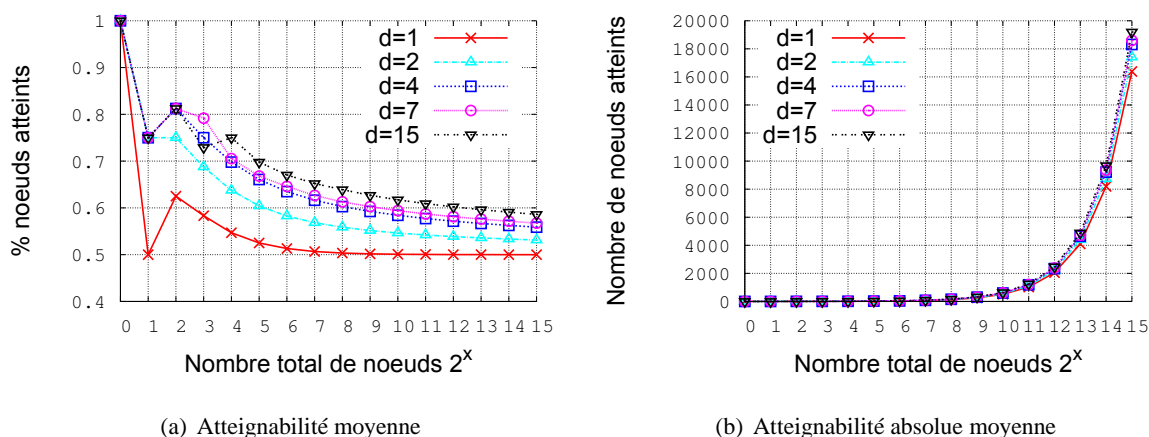 % noeuds atteints
1
0.9
0.8
0.7
0.6
0.5
0.4
d=1
d=2
d=4
d=7
d=15
0 1 2 3 4 5 6 7 8 9 10 11 12 13 14 15
Nombre total de noeuds 2^x
(a) Atteignabilité moyenne
Nombre de noeuds atteints
20000
18000
16000
14000
12000
10000
8000
6000
4000
2000
0
d=1
d=2
d=4
d=7
d=15
0 1 2 3 4 5 6 7 8 9 10 11 12 13 14 15
Nombre total de noeuds 2^x
(b) Atteignabilité absolue moyenne